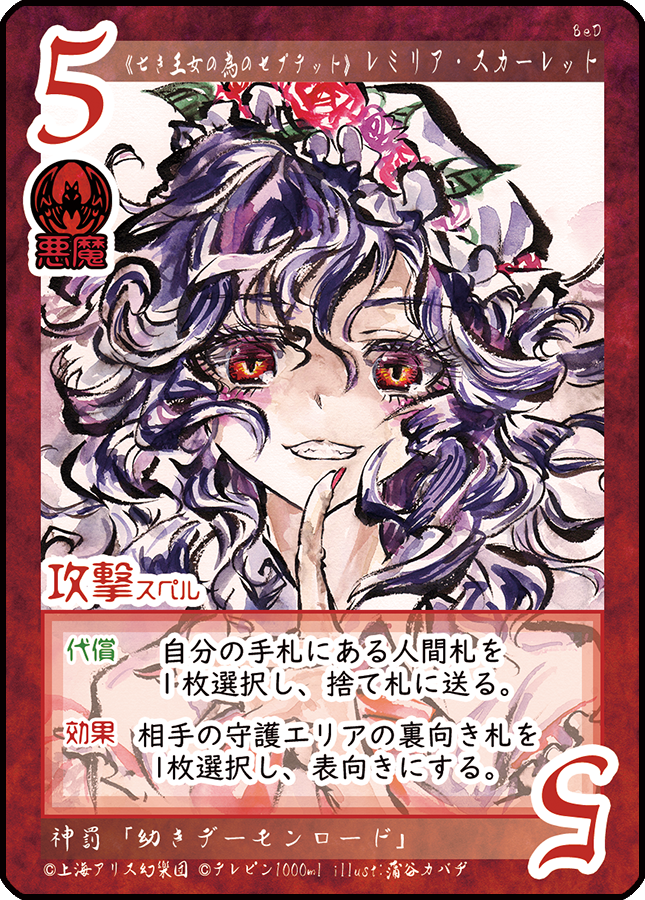 BeD
5
《亡き王女の為のセプテット》レミリア・スカーレット
悪魔
攻撃スペル
代償 自分の手札にある人間札を
1枚選択し、捨て札に送る。
効果 相手の守護エリアの裏向き札を
1枚選択し、表向きにする。
5
神罰「幼きデーモンロード」
©上海アリス幻樂団 ©テレピン1000ml illust:蒲谷カバヂ